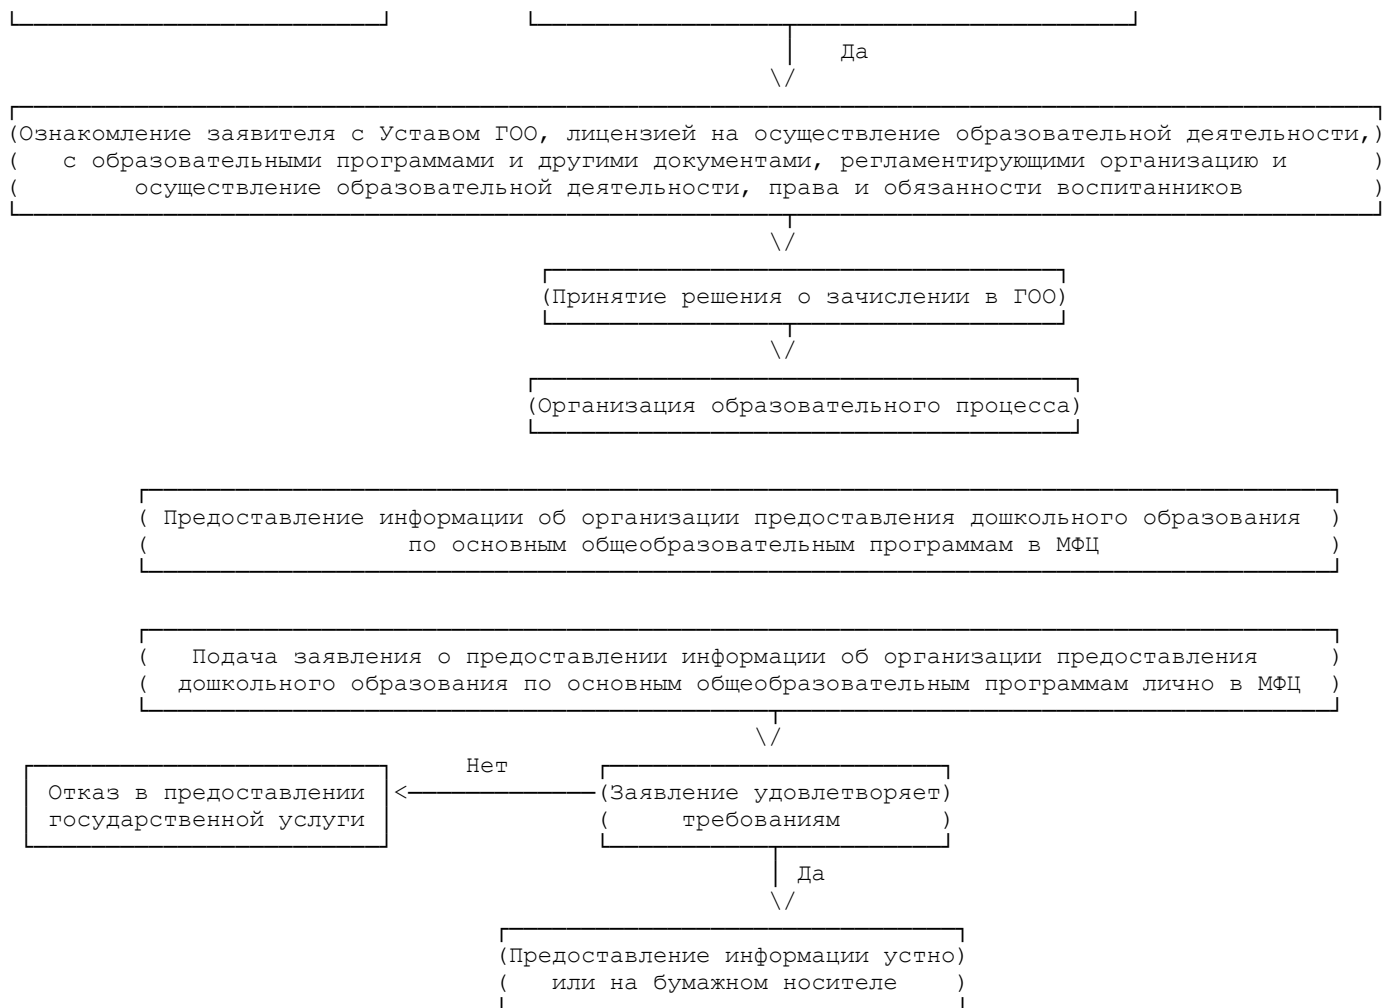 Да
(Ознакомление заявителя с Уставом ГОО, лицензией на осуществление образовательной деятельности,)
( с образовательными программами и другими документами, регламентирующими организацию и )
( осуществление образовательной деятельности, права и обязанности воспитанников )
(Принятие решения о зачислении в ГОО)
(Организация образовательного процесса)
( Предоставление информации об организации предоставления дошкольного образования )
( по основным общеобразовательным программам в МФЦ )
( Подача заявления о предоставлении информации об организации предоставления )
( дошкольного образования по основным общеобразовательным программам лично в МФЦ )
Нет
Отказ в предоставлении
государственной услуги
(Заявление удовлетворяет)
( требованиям )
Да
(Предоставление информации устно)
( или на бумажном носителе )